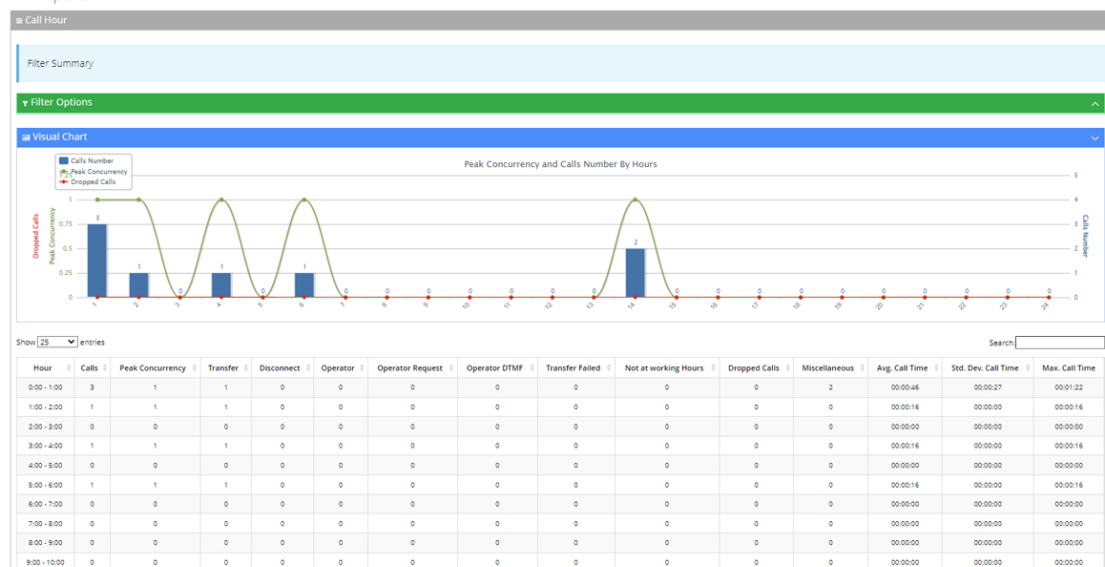 Call Hour
Filter Summary
Filter Options
Visual Chart
Calls Number
Peak Concurrency
Dropped Calls
Peak Concurrency and Calls Number By Hours
Dropped Calls
Peak Concurrency
1.25
1
0.75
0.5
0.25
0
3 1 0 1 0 1 0 0 0 0 0 0 0 2 0 0 0 0 0 0 0 0 0 0
5
4
3
2
1
0
Calls Number
1 2 3 4 5 6 7 8 9 10 11 12 13 14 15 16 17 18 19 20 21 22 23 24
Show 25 entries Search:
Hour Calls Peak Concurrency Transfer Disconnect Operator Operator Request Operator DTMF Transfer Failed Not at working Hours Dropped Calls Miscellaneous Avg. Call Time Std. Dev. Call Time Max. Call Time
0:00 - 1:00 3 1 1 0 0 0 0 0 0 0 2 00:00:46 00:00:27 00:01:22
1:00 - 2:00 1 1 1 0 0 0 0 0 0 0 0 00:00:16 00:00:00 00:00:16
2:00 - 3:00 0 0 0 0 0 0 0 0 0 0 0 00:00:00 00:00:00 00:00:00
3:00 - 4:00 1 1 1 0 0 0 0 0 0 0 0 00:00:16 00:00:00 00:00:16
4:00 - 5:00 0 0 0 0 0 0 0 0 0 0 0 00:00:00 00:00:00 00:00:00
5:00 - 6:00 1 1 1 0 0 0 0 0 0 0 0 00:00:16 00:00:00 00:00:16
6:00 - 7:00 0 0 0 0 0 0 0 0 0 0 0 00:00:00 00:00:00 00:00:00
7:00 - 8:00 0 0 0 0 0 0 0 0 0 0 0 00:00:00 00:00:00 00:00:00
8:00 - 9:00 0 0 0 0 0 0 0 0 0 0 0 00:00:00 00:00:00 00:00:00
9:00 - 10:00 0 0 0 0 0 0 0 0 0 0 0 00:00:00 00:00:00 00:00:00